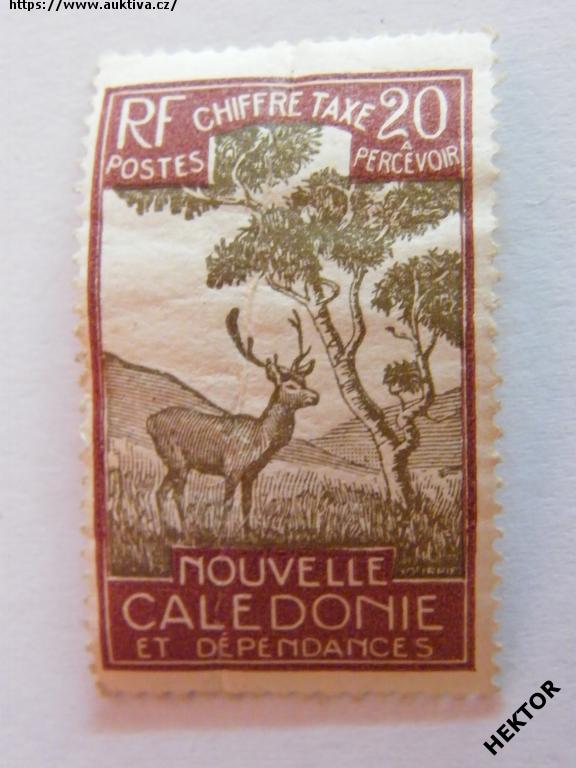 https://www.auktiva.cz/
RF CHIFFRE TAXE 20
POSTES À PERCEVOIR
NOUVELLE
CALEDONIE
ET DÉPENDANCES
HEKTOR